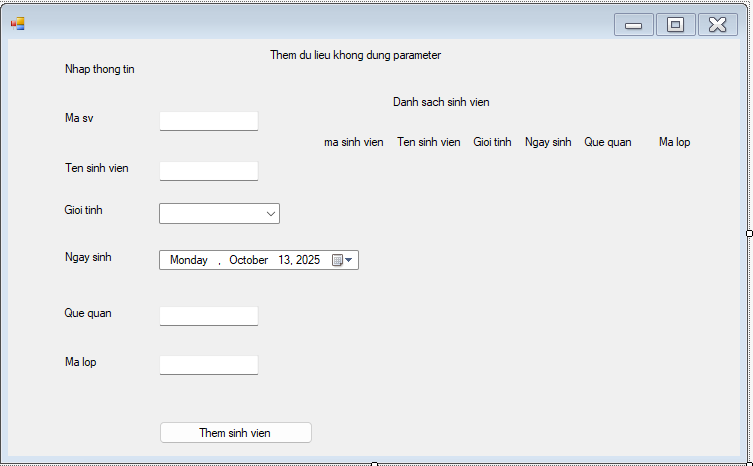 Them du lieu khong dung parameter
Nhap thong tin
Danh sach sinh vien
Ma sv
ma sinh vien Ten sinh vien Gioi tinh Ngay sinh Que quan Ma lop
Ten sinh vien
Gioi tinh
Ngay sinh Monday , October 13, 2025
Que quan
Ma lop
Them sinh vien